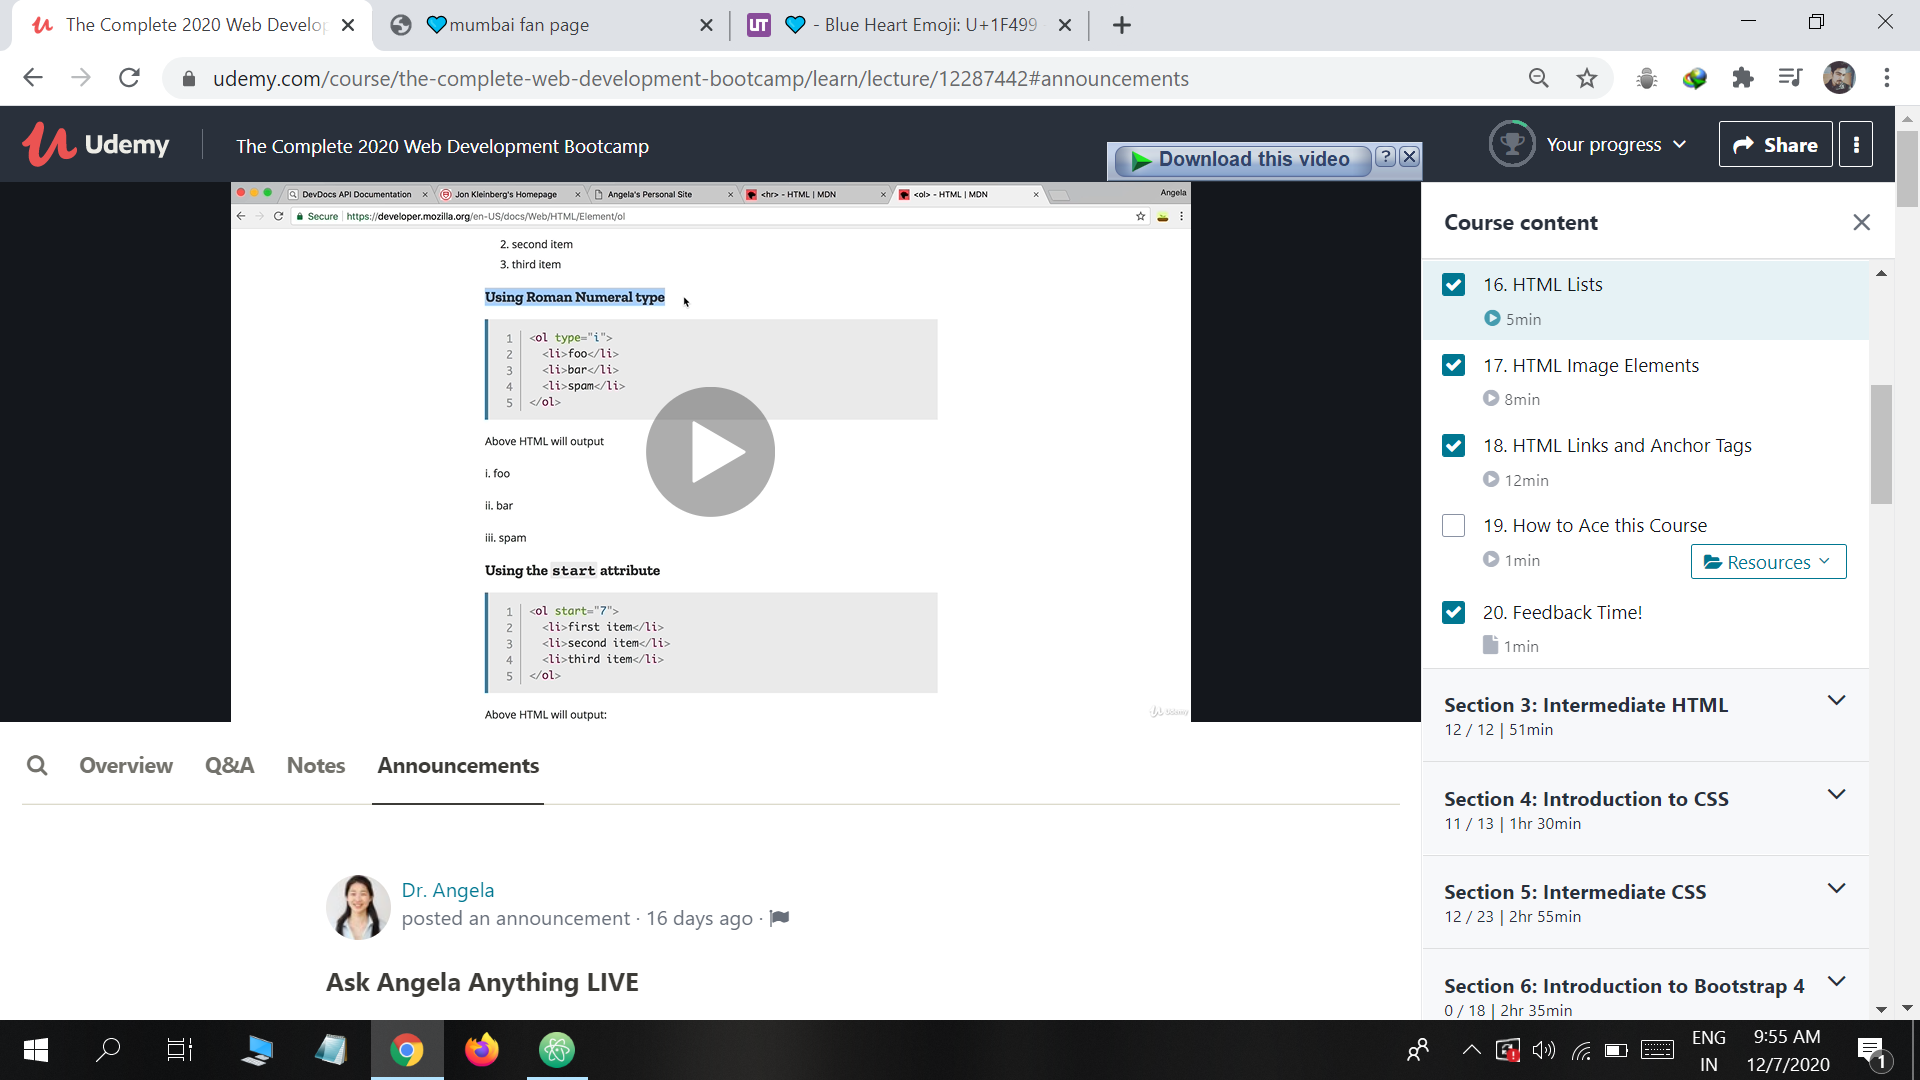 The Complete 2020 Web Develop
💙mumbai fan page
UT 💙 - Blue Heart Emoji: U+1F499
udemy.com/course/the-complete-web-development-bootcamp/learn/lecture/12287442#announcements
Udemy
The Complete 2020 Web Development Bootcamp
Download this video ?
Your progress
Share
DevDocs API Documentation
Jon Kleinberg's Homepage
Angela's Personal Site
<hr> - HTML | MDN
<ol> - HTML | MDN
Angela
Secure https://developer.mozilla.org/en-US/docs/Web/HTML/Element/ol
2. second item
3. third item
Using Roman Numeral type
1 <ol type="i">
2 <li>foo</li>
3 <li>bar</li>
4 <li>spam</li>
5 </ol>
Above HTML will output
i. foo
ii. bar
iii. spam
Using the start attribute
1 <ol start="7">
2 <li>first item</li>
3 <li>second item</li>
4 <li>third item</li>
5 </ol>
Above HTML will output:
Udemy
Course content
16. HTML Lists
5min
17. HTML Image Elements
8min
18. HTML Links and Anchor Tags
12min
19. How to Ace this Course
1min
Resources
20. Feedback Time!
1min
Section 3: Intermediate HTML
12 / 12 | 51min
Section 4: Introduction to CSS
11 / 13 | 1hr 30min
Section 5: Intermediate CSS
12 / 23 | 2hr 55min
Section 6: Introduction to Bootstrap 4
0 / 18 | 2hr 35min
Overview
Q&A
Notes
Announcements
Dr. Angela
posted an announcement · 16 days ago ·
Ask Angela Anything LIVE
ENG
IN
9:55 AM
12/7/2020
1